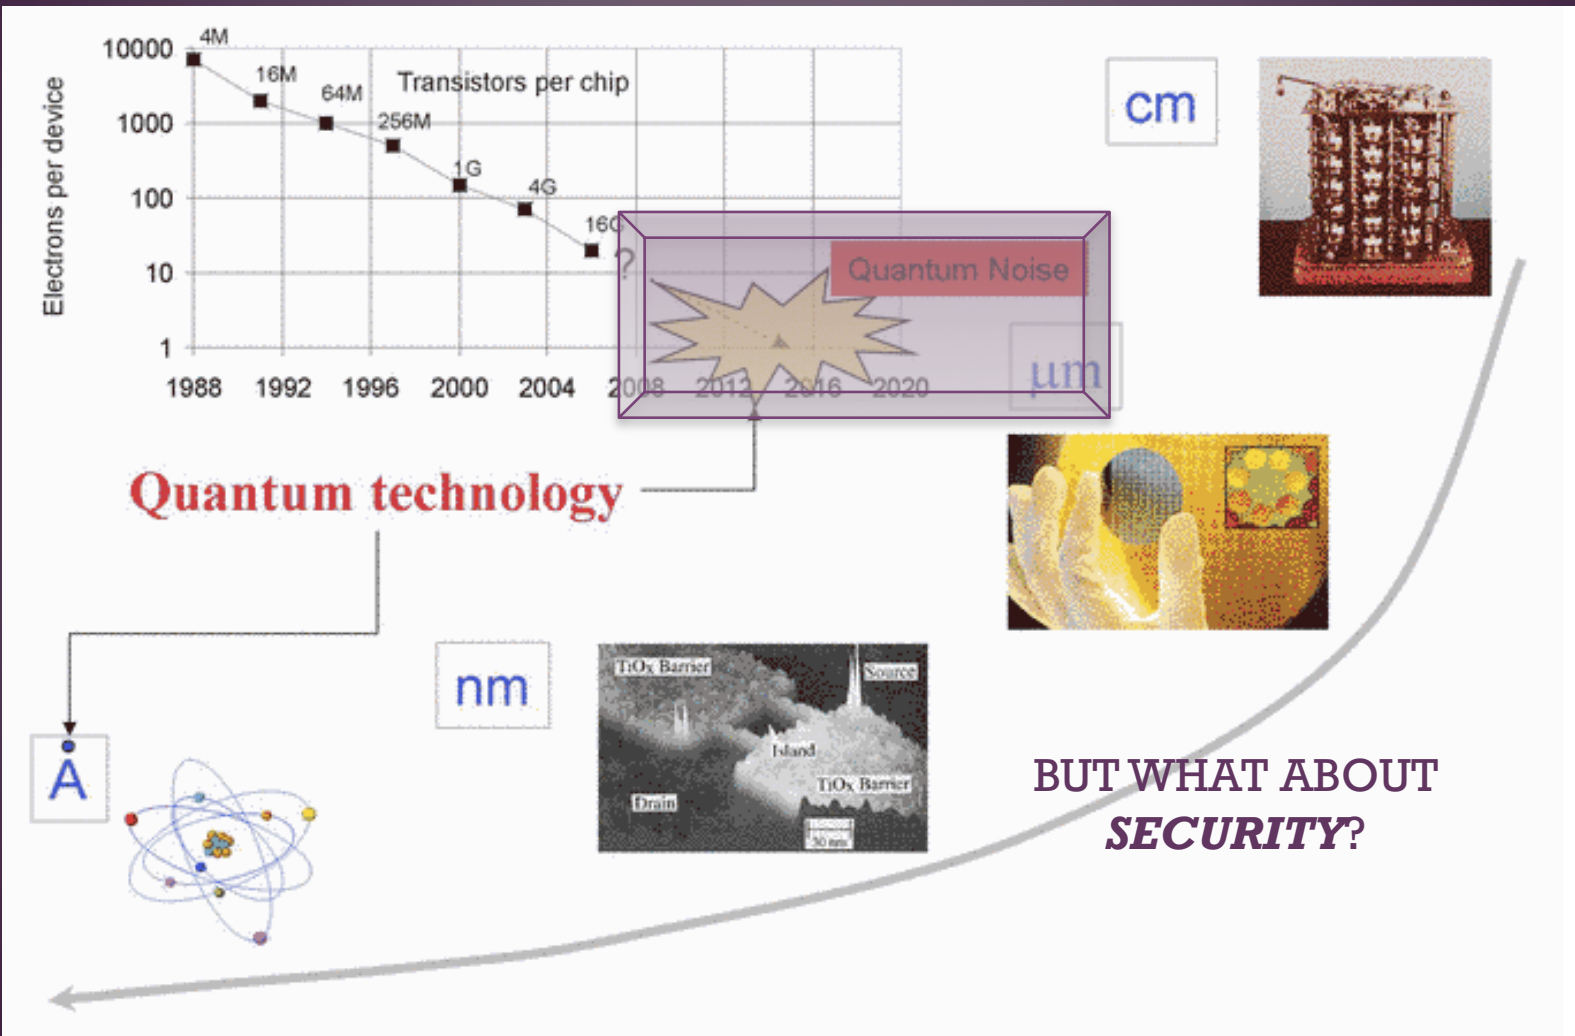 10000
1000
100
10
1
Electrons per device
4M
16M
64M
256M
1G
4G
16G
?
Transistors per chip
Quantum Noise
1988 1992 1996 2000 2004 2008 2012 2016 2020
cm
µm
Quantum technology
nm
Å
TiOx Barrier
Source
Island
TiOx Barrier
Drain
30 nm
BUT WHAT ABOUT
SECURITY?